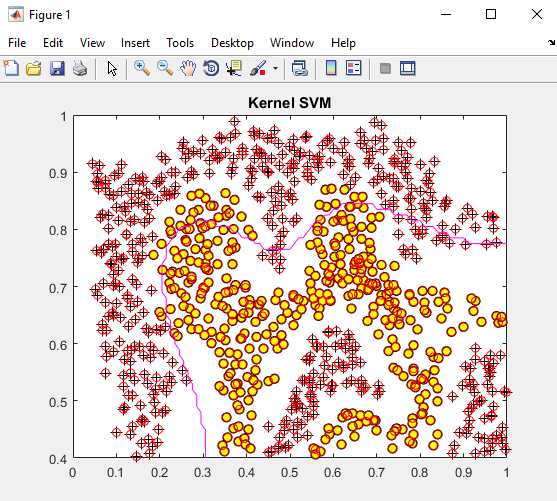 Figure 1
File Edit View Insert Tools Desktop Window Help
Kernel SVM
1
0.9
0.8
0.7
0.6
0.5
0.4
0 0.1 0.2 0.3 0.4 0.5 0.6 0.7 0.8 0.9 1